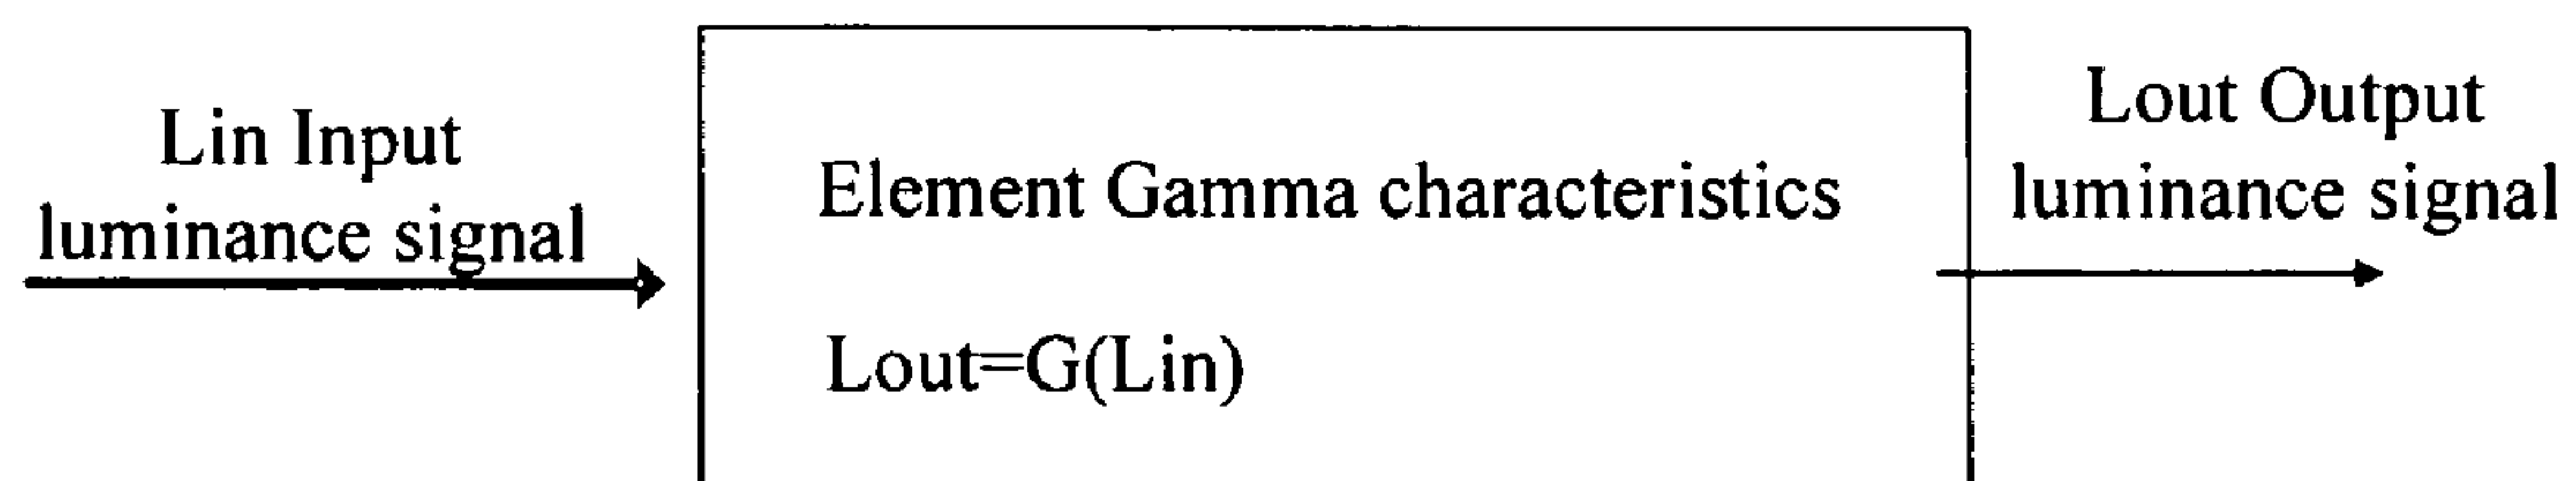 Lin Input
luminance signal
Element Gamma characteristics
Lout=G(Lin)
Lout Output
luminance signal